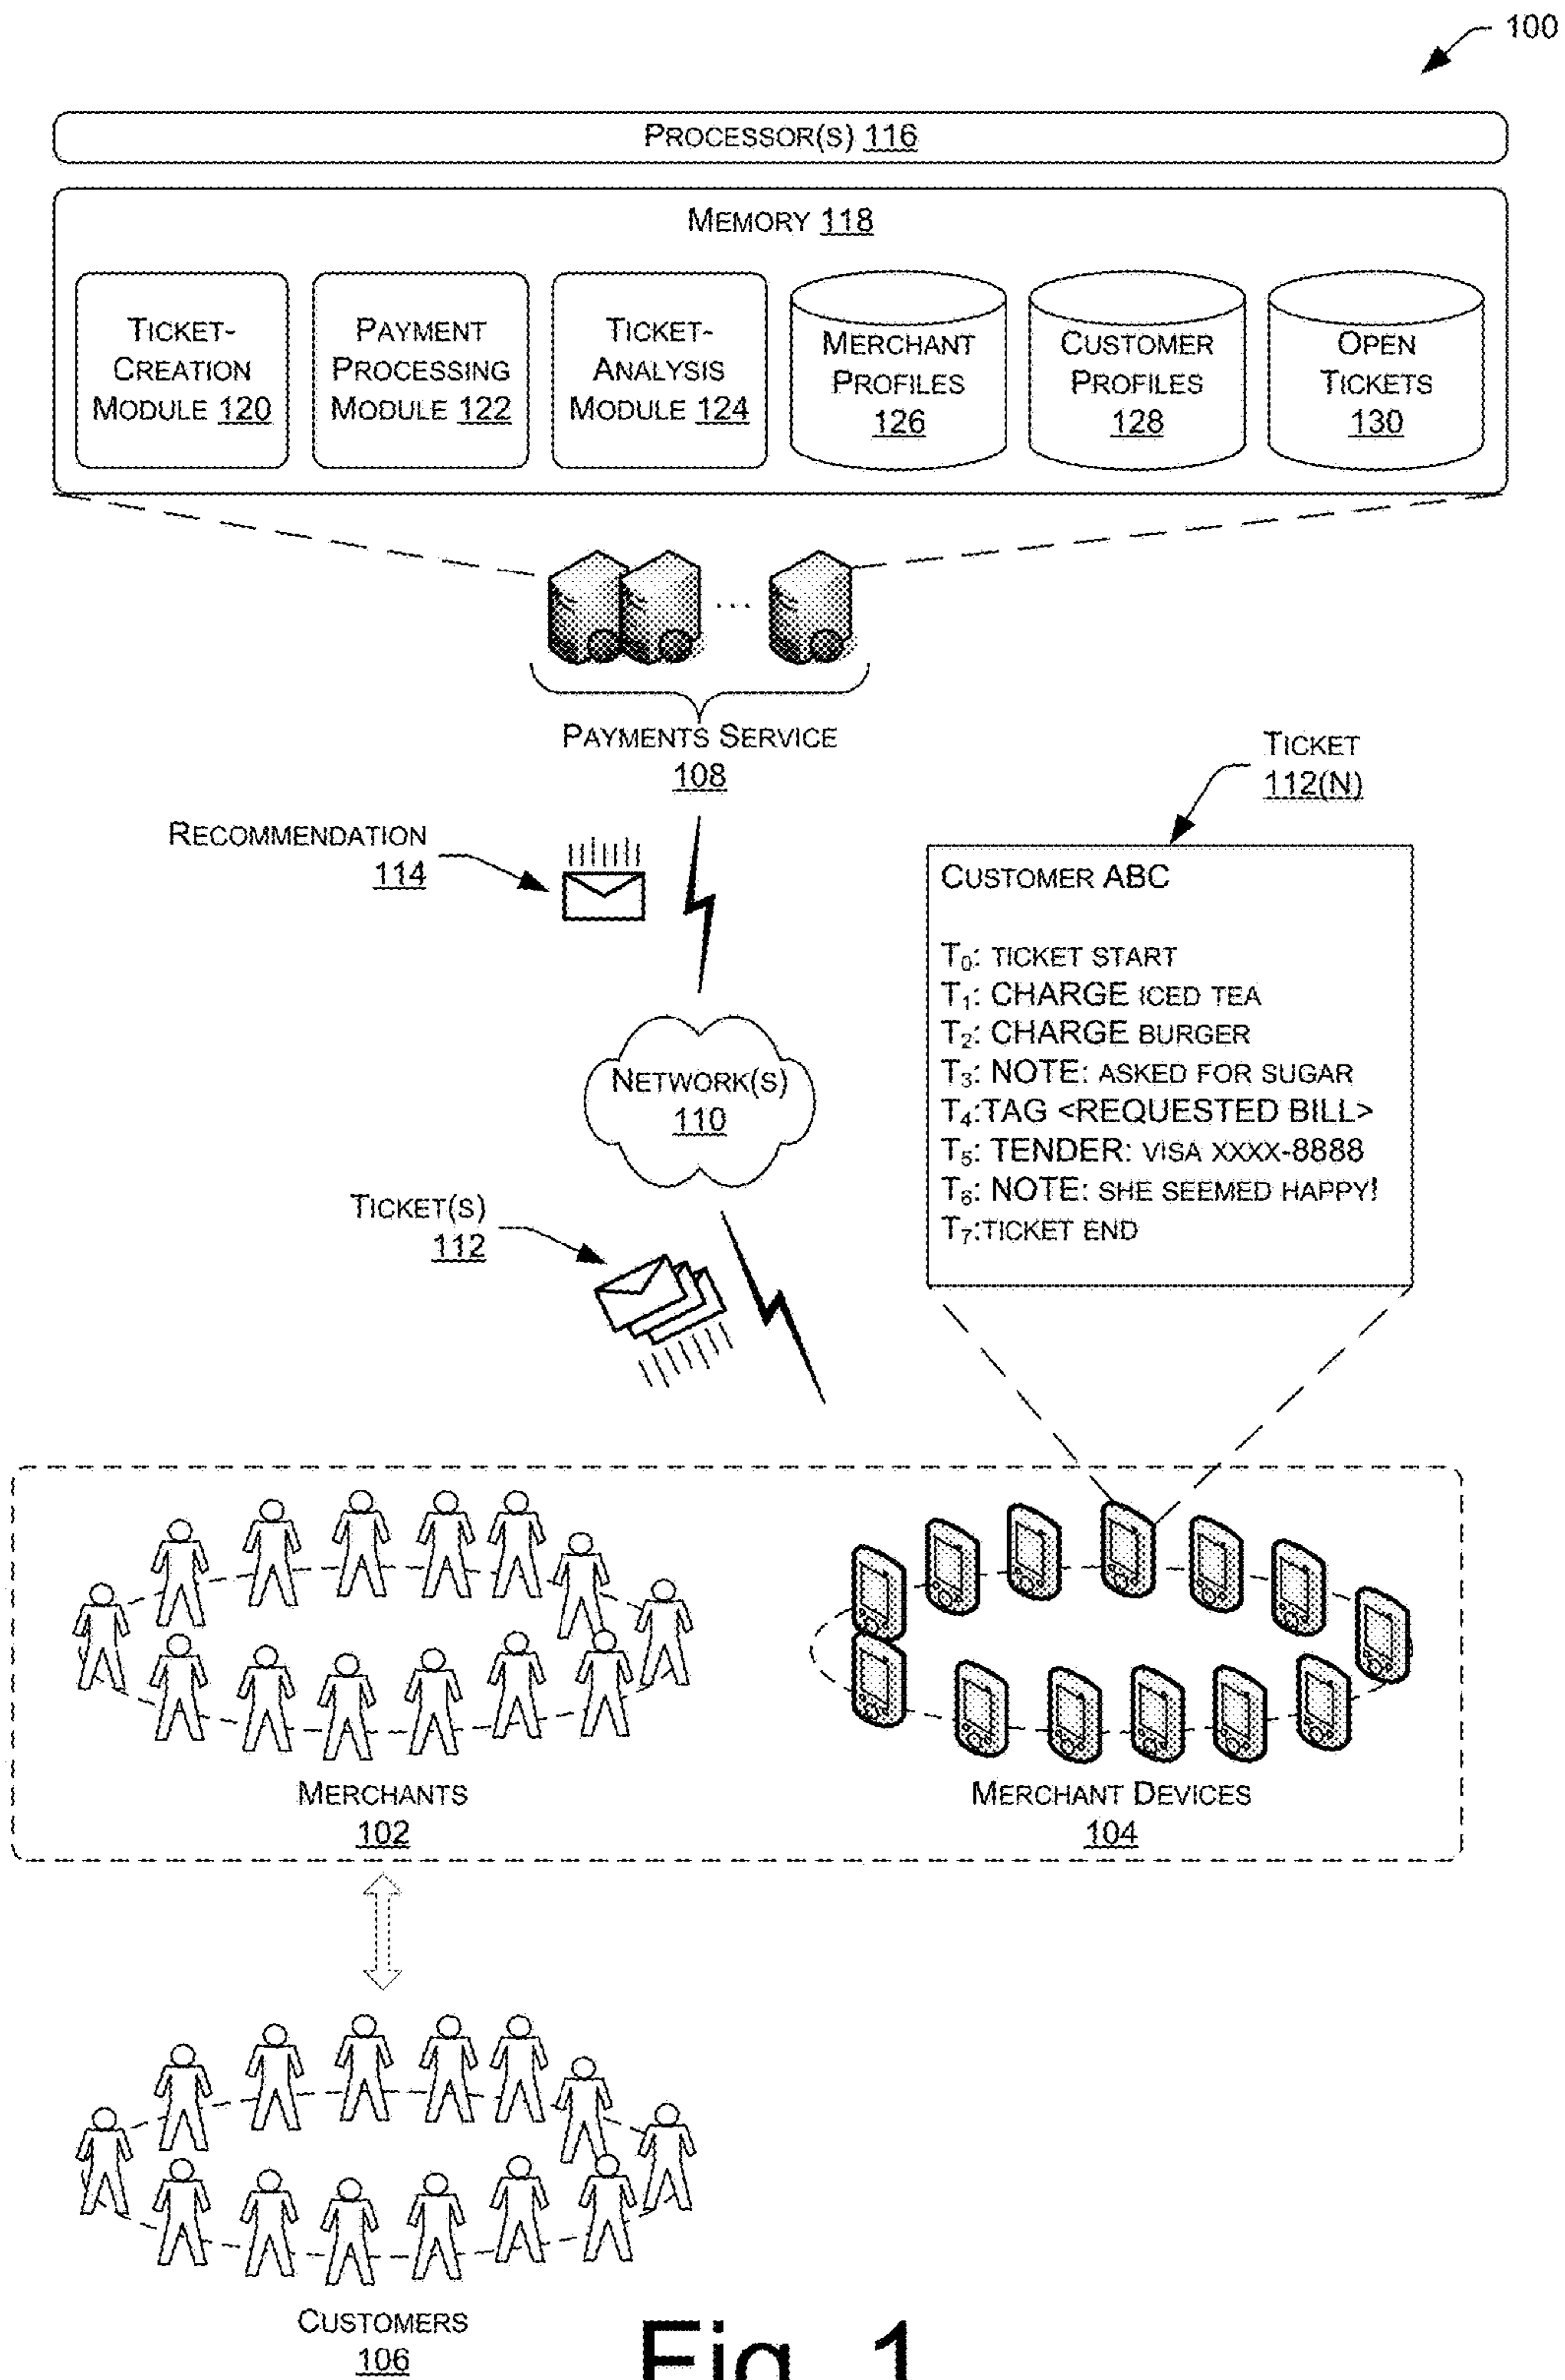 100
PROCESSOR(S) 116
MEMORY 118
TICKET-
CREATION
MODULE 120
PAYMENT
PROCESSING
MODULE 122
TICKET-
ANALYSIS
MODULE 124
MERCHANT
PROFILES
126
CUSTOMER
PROFILES
128
OPEN
TICKETS
130
PAYMENTS SERVICE
108
TICKET
112(N)
RECOMMENDATION
114
CUSTOMER ABC
T0: TICKET START
T1: CHARGE ICED TEA
T2: CHARGE BURGER
T3: NOTE: ASKED FOR SUGAR
T4:TAG <REQUESTED BILL>
T5: TENDER: VISA XXXX-8888
T6: NOTE: SHE SEEMED HAPPY!
T7:TICKET END
NETWORK(S)
110
TICKET(S)
112
MERCHANTS
102
MERCHANT DEVICES
104
CUSTOMERS
106
Fig. 1